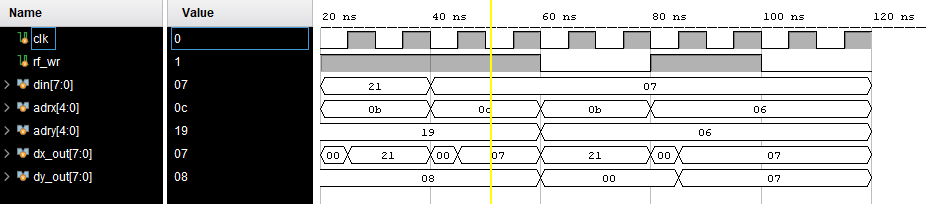 Name Value 20 ns 40 ns 60 ns 80 ns 100 ns 120 ns
clk 0
rf_wr 1
din[7:0] 07 21 07
adrx[4:0] 0c 0b 0c 0b 06
adry[4:0] 19 19 06
dx_out[7:0] 07 00 21 00 07 21 00 07
dy_out[7:0] 08 08 00 07